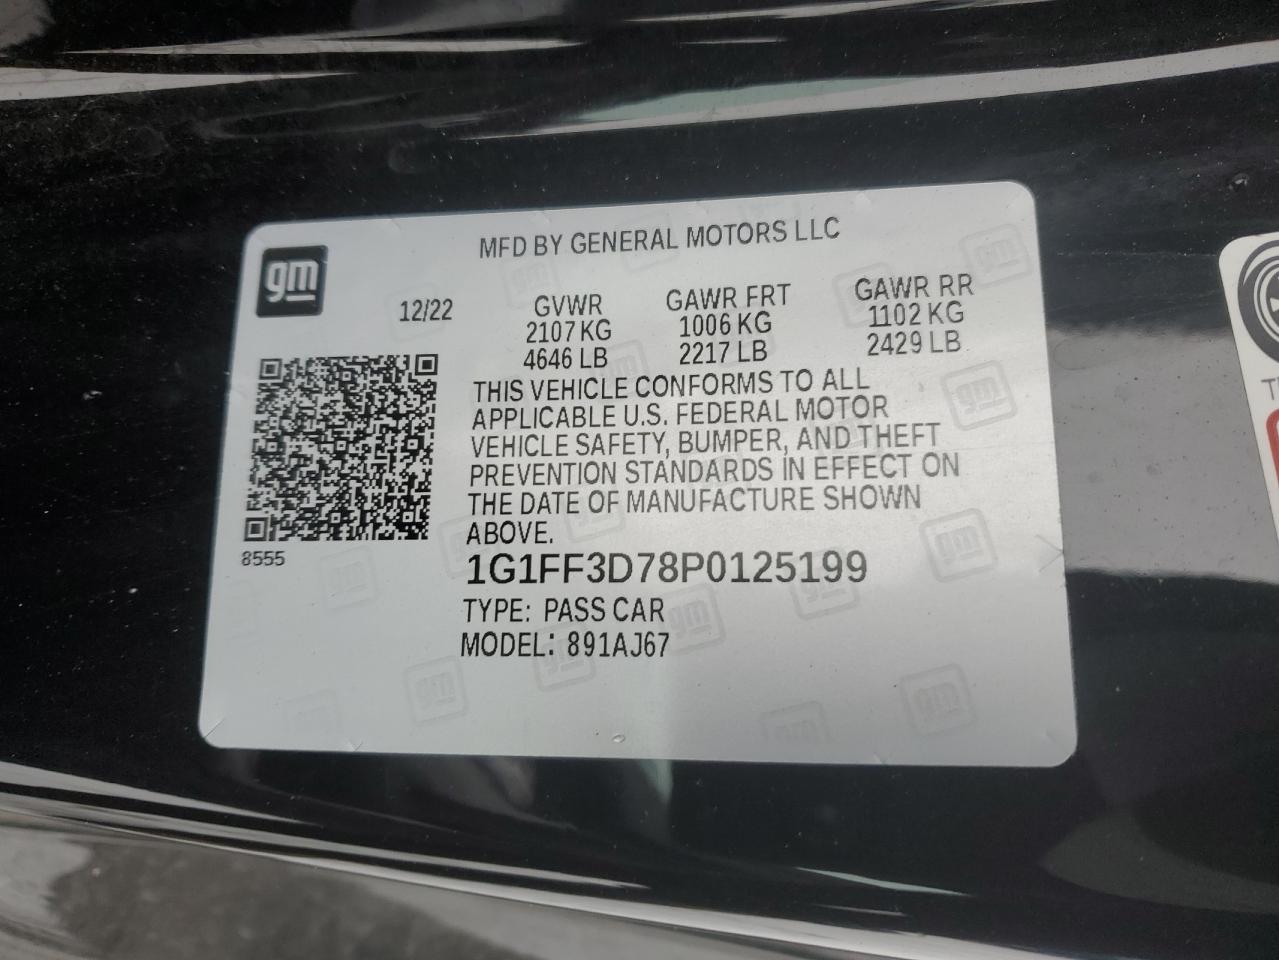 gm
MFD BY GENERAL MOTORS LLC
12/22
GVWR
2107 KG
4646 LB
GAWR FRT
1006 KG
2217 LB
GAWR RR
1102 KG
2429 LB
THIS VEHICLE CONFORMS TO ALL
APPLICABLE U.S. FEDERAL MOTOR
VEHICLE SAFETY, BUMPER, AND THEFT
PREVENTION STANDARDS IN EFFECT ON
THE DATE OF MANUFACTURE SHOWN
ABOVE.
8555
1G1FF3D78P0125199
TYPE: PASS CAR
MODEL: 891AJ67